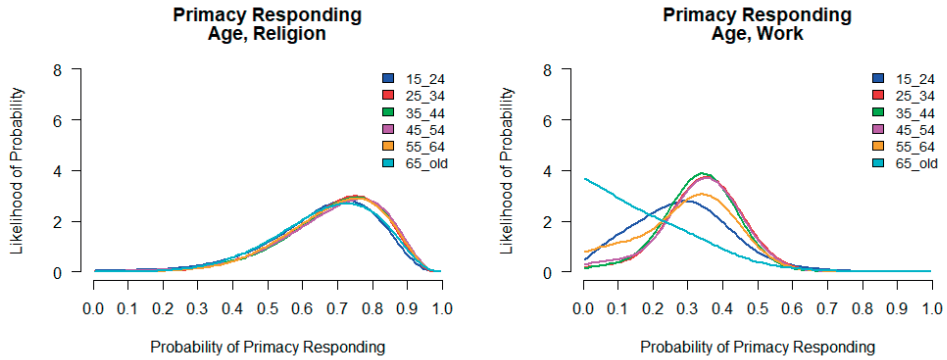 Primacy Responding
Age, Religion
Likelihood of Probability
8
6
4
2
0
15_24
25_34
35_44
45_54
55_64
65_old
0.0 0.1 0.2 0.3 0.4 0.5 0.6 0.7 0.8 0.9 1.0
Probability of Primacy Responding
Primacy Responding
Age, Work
Likelihood of Probability
8
6
4
2
0
15_24
25_34
35_44
45_54
55_64
65_old
0.0 0.1 0.2 0.3 0.4 0.5 0.6 0.7 0.8 0.9 1.0
Probability of Primacy Responding